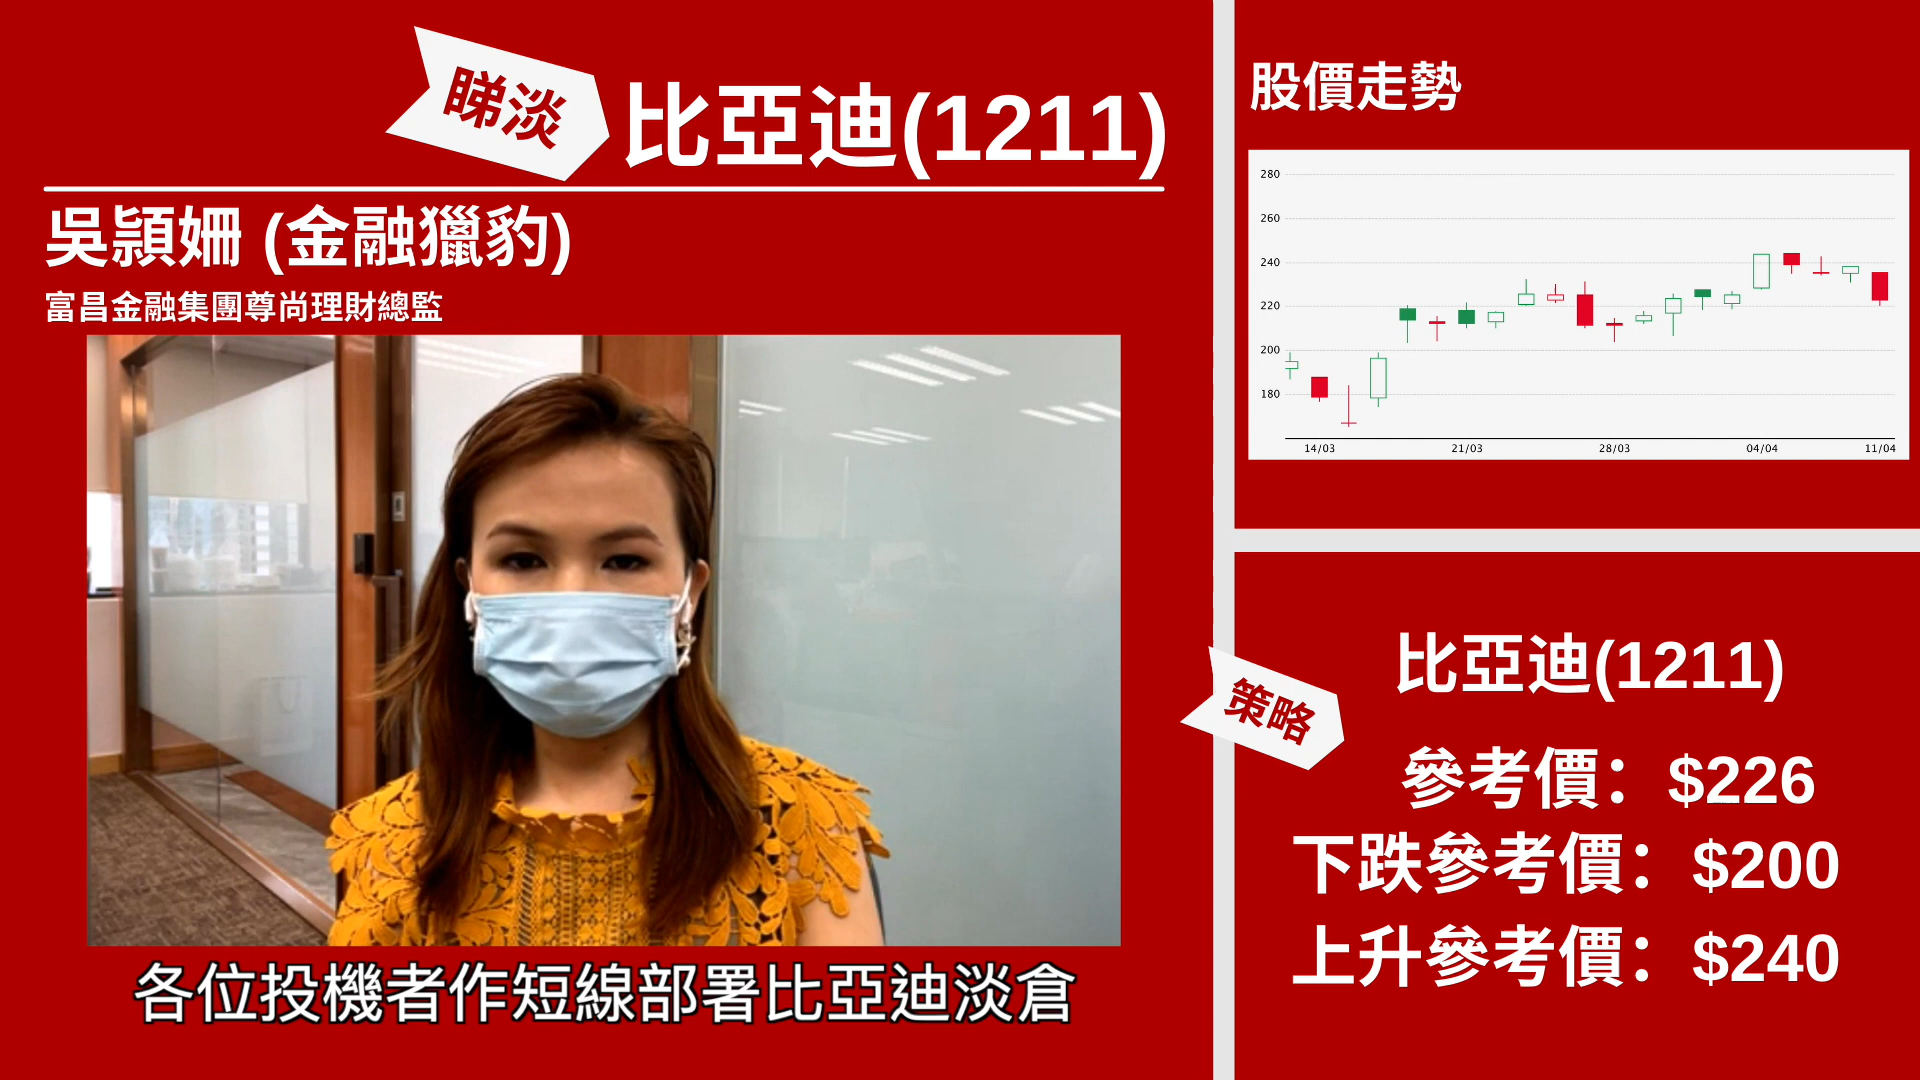 睇淡
比亞迪(1211)
吳頴姍 (金融獵豹)
富昌金融集團尊尚理財總監
各位投機者作短線部署比亞迪淡倉
股價走勢
280
260
240
220
200
180
14/03 21/03 28/03 04/04 11/04
策略
比亞迪(1211)
參考價：$226
下跌參考價：$200
上升參考價：$240